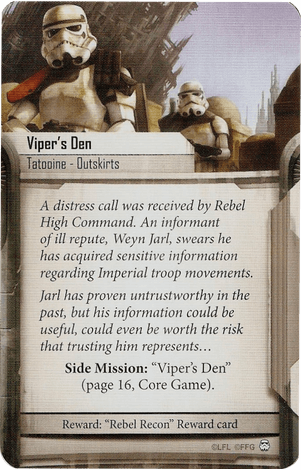 Viper's Den
Tatooine - Outskirts
A distress call was received by Rebel
High Command. An informant
of ill repute, Weyn Jarl, swears he
has acquired sensitive information
regarding Imperial troop movements.
Jarl has proven untrustworthy in the
past, but his information could be
useful, could even be worth the risk
that trusting him represents…
Side Mission: “Viper's Den”
(page 16, Core Game).
Reward: “Rebel Recon” Reward card
©LFL ©FFG